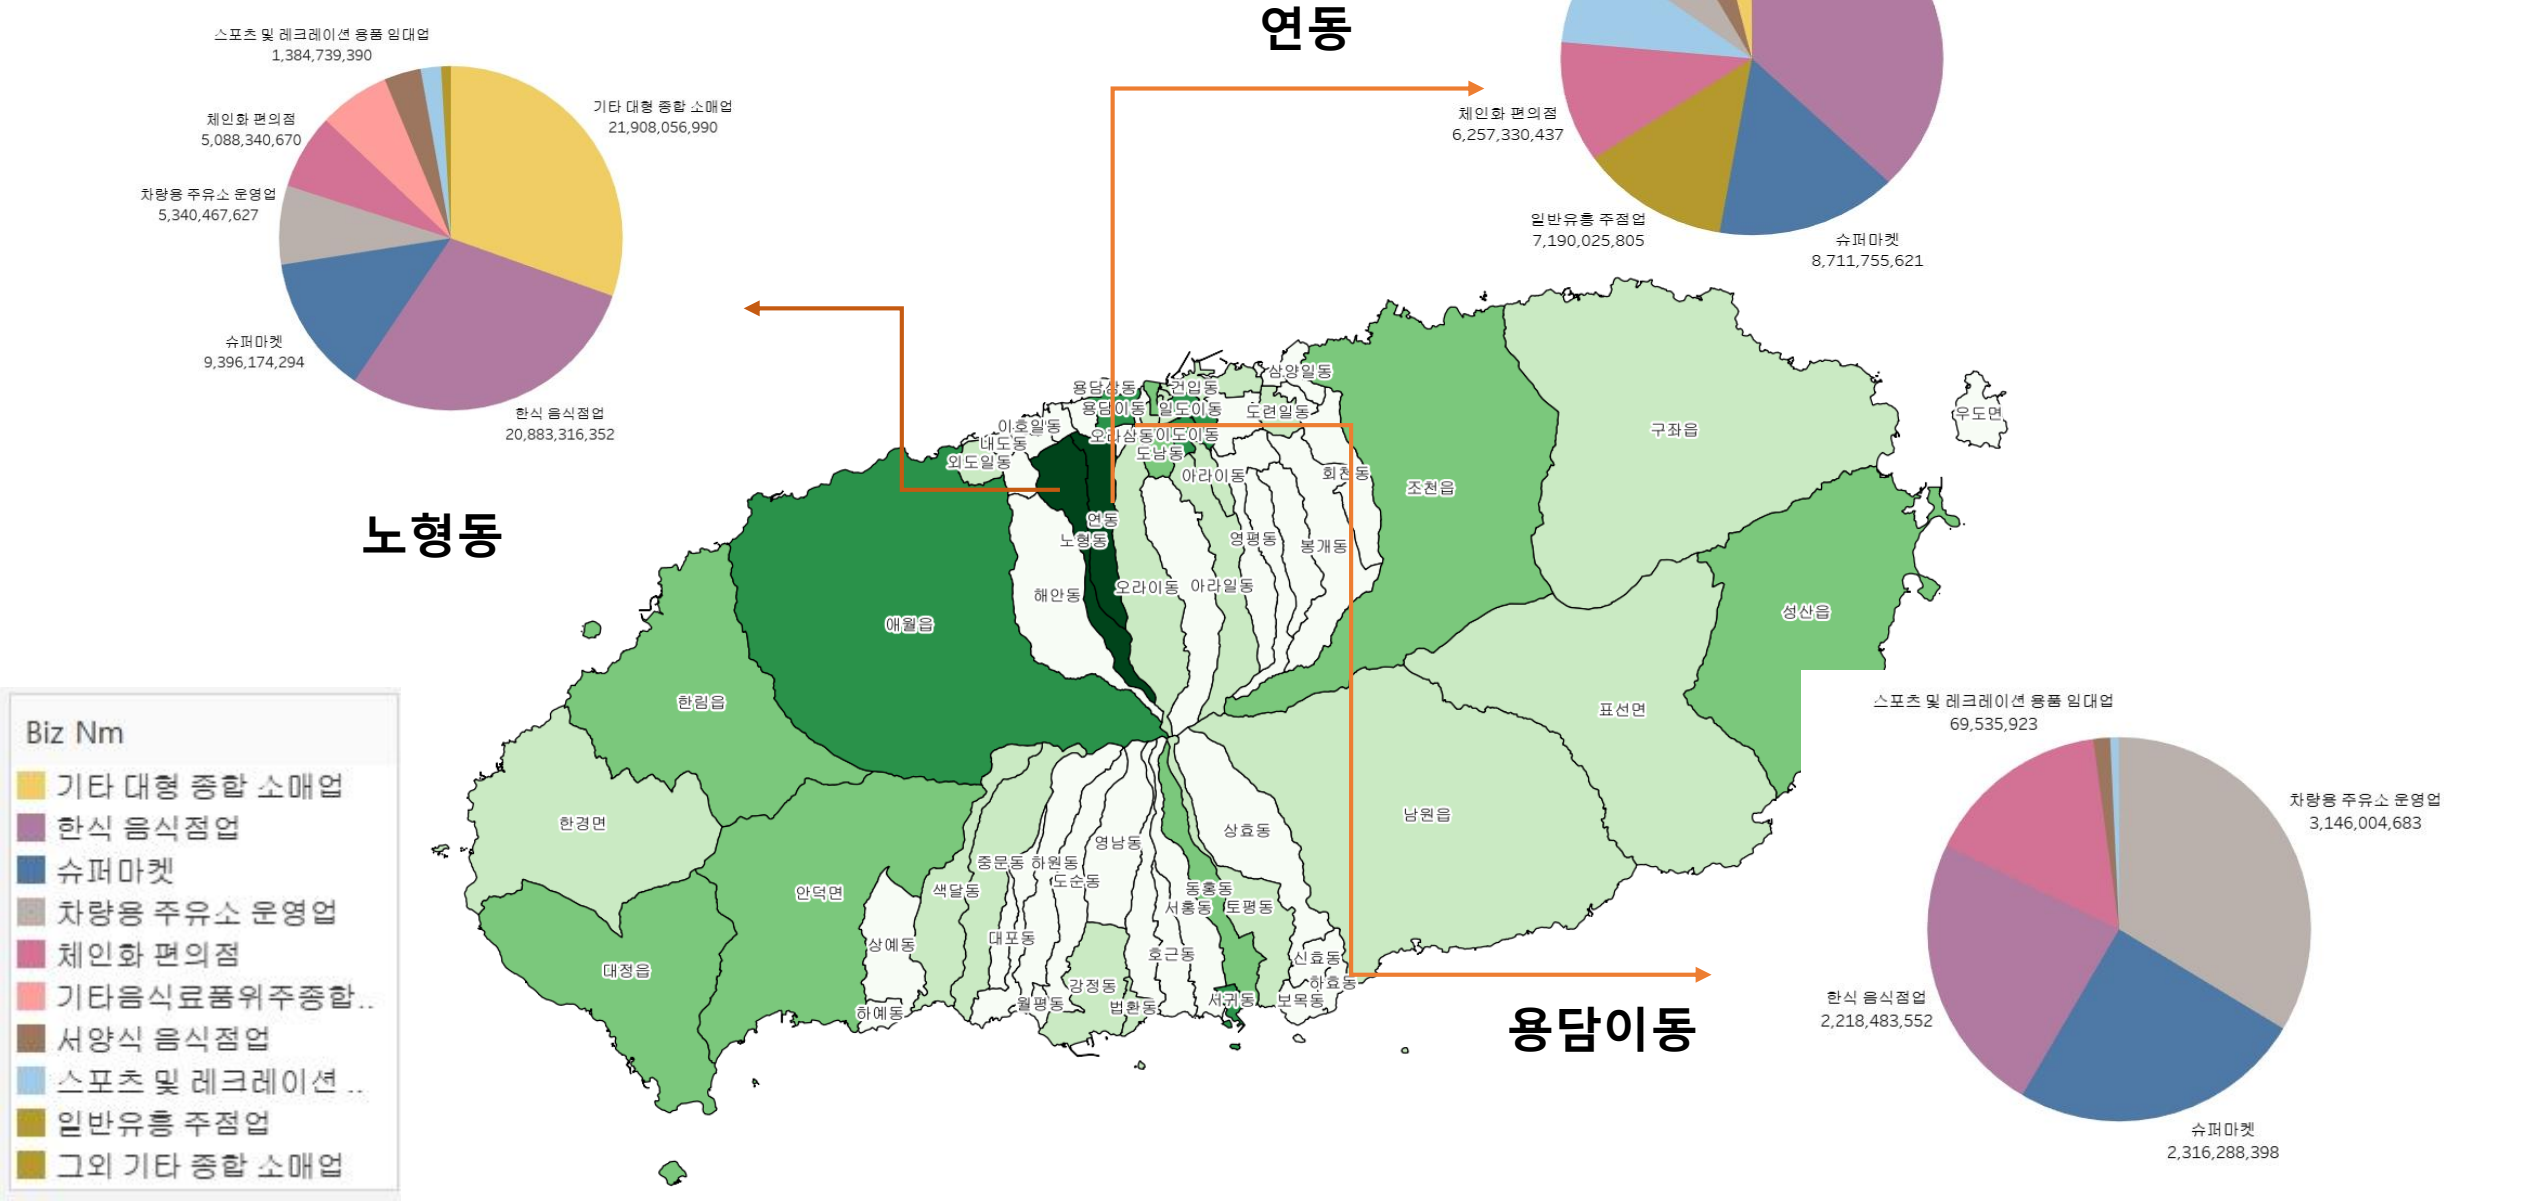 연동
스포츠 및 레크레이션 용품 임대업
1,384,739,390
기타 대형 종합 소매업
21,908,056,990
체인화 편의점
5,088,340,670
차량용 주유소 운영업
5,340,467,627
슈퍼마켓
9,396,174,294
한식 음식점업
20,883,316,352
노형동
체인화 편의점
6,257,330,437
일반유흥 주점업
7,190,025,805
슈퍼마켓
8,711,755,621
삼양일동
용담삼동
건입동
용담이동
일도이동
도련일동
이호일동
내도동
오라삼동
이도이동
도남동
외도일동
아라이동
회천동
조천읍
구좌읍
우도면
연동
노형동
영평동
봉개동
해안동
오라이동
아라일동
애월읍
성산읍
한림읍
표선면
한경면
남원읍
상효동
영남동
중문동
하원동
도순동
안덕면
색달동
동홍동
서홍동
토평동
상예동
대포동
호근동
신효동
대정읍
하효동
강정동
월평동
법환동
서귀동
보목동
하예동
용담이동
스포츠 및 레크레이션 용품 임대업
69,535,923
차량용 주유소 운영업
3,146,004,683
한식 음식점업
2,218,483,552
슈퍼마켓
2,316,288,398
Biz Nm
기타 대형 종합 소매업
한식 음식점업
슈퍼마켓
차량용 주유소 운영업
체인화 편의점
기타음식료품위주종합..
서양식 음식점업
스포츠 및 레크레이션 ..
일반유흥 주점업
그외 기타 종합 소매업